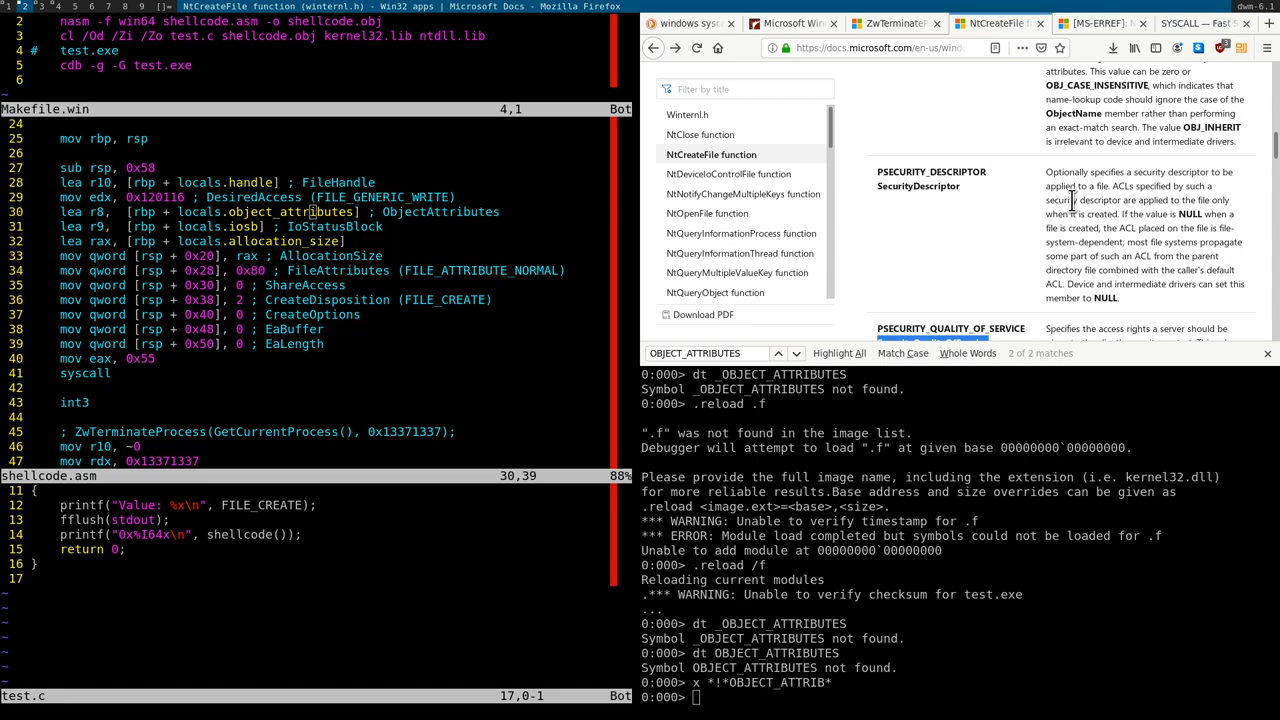 1 2 3 4 5 6 7 8 9 []= NtCreateFile function (winternl.h) - Win32 apps | Microsoft Docs - Mozilla Firefox dwm-6.1
2 nasm -f win64 shellcode.asm -o shellcode.obj
3 cl /Od /Zi /Zo test.c shellcode.obj kernel32.lib ntdll.lib
4 # test.exe
5 cdb -g -G test.exe
6
~
Makefile.win 4,1 Bot
24
25 mov rbp, rsp
26
27 sub rsp, 0x58
28 lea r10, [rbp + locals.handle] ; FileHandle
29 mov edx, 0x120116 ; DesiredAccess (FILE_GENERIC_WRITE)
30 lea r8, [rbp + locals.object_attributes] ; ObjectAttributes
31 lea r9, [rbp + locals.iosb] ; IoStatusBlock
32 lea rax, [rbp + locals.allocation_size]
33 mov qword [rsp + 0x20], rax ; AllocationSize
34 mov qword [rsp + 0x28], 0x80 ; FileAttributes (FILE_ATTRIBUTE_NORMAL)
35 mov qword [rsp + 0x30], 0 ; ShareAccess
36 mov qword [rsp + 0x38], 2 ; CreateDisposition (FILE_CREATE)
37 mov qword [rsp + 0x40], 0 ; CreateOptions
38 mov qword [rsp + 0x48], 0 ; EaBuffer
39 mov qword [rsp + 0x50], 0 ; EaLength
40 mov eax, 0x55
41 syscall
42
43 int3
44
45 ; ZwTerminateProcess(GetCurrentProcess(), 0x13371337);
46 mov r10, ~0
47 mov rdx, 0x13371337
shellcode.asm 30,39 88%
11 {
12 printf("Value: %x\n", FILE_CREATE);
13 fflush(stdout);
14 printf("0x%I64x\n", shellcode());
15 return 0;
16 }
17
~
~
~
~
~
~
~
test.c 17,0-1 Bot
windows sysc Microsoft Win ZwTerminateP NtCreateFile f [MS-ERREF]: N SYSCALL — Fast S
https://docs.microsoft.com/en-us/wind
Filter by title
Winternl.h
NtClose function
NtCreateFile function
NtDeviceIoControlFile function
NtNotifyChangeMultipleKeys function
NtOpenFile function
NtQueryInformationProcess function
NtQueryInformationThread function
NtQueryMultipleValueKey function
NtQueryObject function
Download PDF
attributes. This value can be zero or
OBJ_CASE_INSENSITIVE, which indicates that
name-lookup code should ignore the case of the
ObjectName member rather than performing
an exact-match search. The value OBJ_INHERIT
is irrelevant to device and intermediate drivers.
PSECURITY_DESCRIPTOR
SecurityDescriptor
Optionally specifies a security descriptor to be
applied to a file. ACLs specified by such a
security descriptor are applied to the file only
when it is created. If the value is NULL when a
file is created, the ACL placed on the file is file-
system-dependent; most file systems propagate
some part of such an ACL from the parent
directory file combined with the caller's default
ACL. Device and intermediate drivers can set this
member to NULL.
PSECURITY_QUALITY_OF_SERVICE
Specifies the access rights a server should be
OBJECT_ATTRIBUTES Highlight All Match Case Whole Words 2 of 2 matches
0:000> dt _OBJECT_ATTRIBUTES
Symbol _OBJECT_ATTRIBUTES not found.
0:000> .reload .f

".f" was not found in the image list.
Debugger will attempt to load ".f" at given base 00000000`00000000.

Please provide the full image name, including the extension (i.e. kernel32.dll)
for more reliable results.Base address and size overrides can be given as
.reload <image.ext>=<base>,<size>.
*** WARNING: Unable to verify timestamp for .f
*** ERROR: Module load completed but symbols could not be loaded for .f
Unable to add module at 00000000`00000000
0:000> .reload /f
Reloading current modules
.*** WARNING: Unable to verify checksum for test.exe
...
0:000> dt _OBJECT_ATTRIBUTES
Symbol _OBJECT_ATTRIBUTES not found.
0:000> dt OBJECT_ATTRIBUTES
Symbol OBJECT_ATTRIBUTES not found.
0:000> x *!*OBJECT_ATTRIB*
0:000>